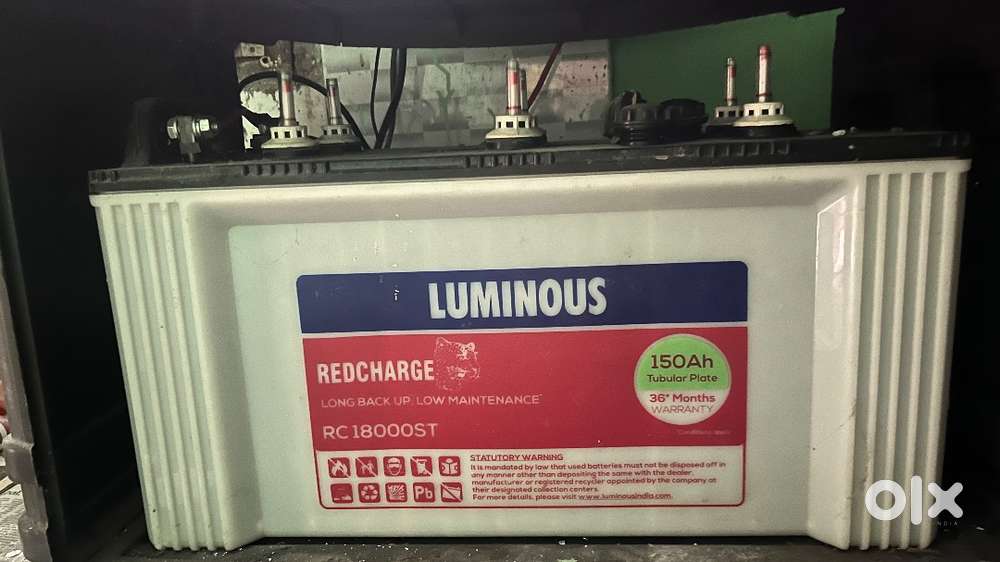 LUMINOUS
REDCHARGE
LONG BACK UP, LOW MAINTENANCE*
RC 18000ST
150Ah
Tubular Plate
36* Months
WARRANTY
*Conditions apply
STATUTORY WARNING
It is mandated by law that used batteries must not be disposed off in
any manner other than depositing the same with the dealer,
manufacturer or registered recycler appointed by the company at
their designated collection centers.
For more details, please visit www.luminousindia.com.
Pb
olx
INDIA